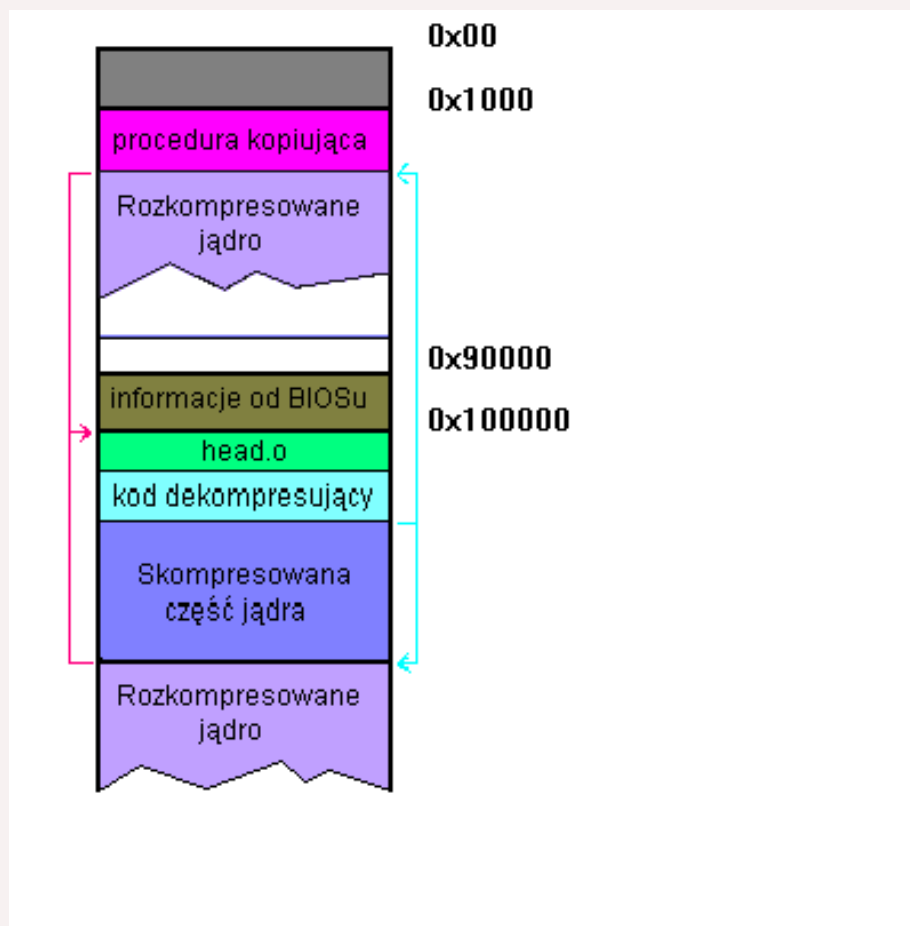 0x00
0x1000
procedura kopiująca
Rozkompresowane
jądro
0x90000
informacje od BIOSu
0x100000
head.o
kod dekompresujący
Skompresowana
część jądra
Rozkompresowane
jądro